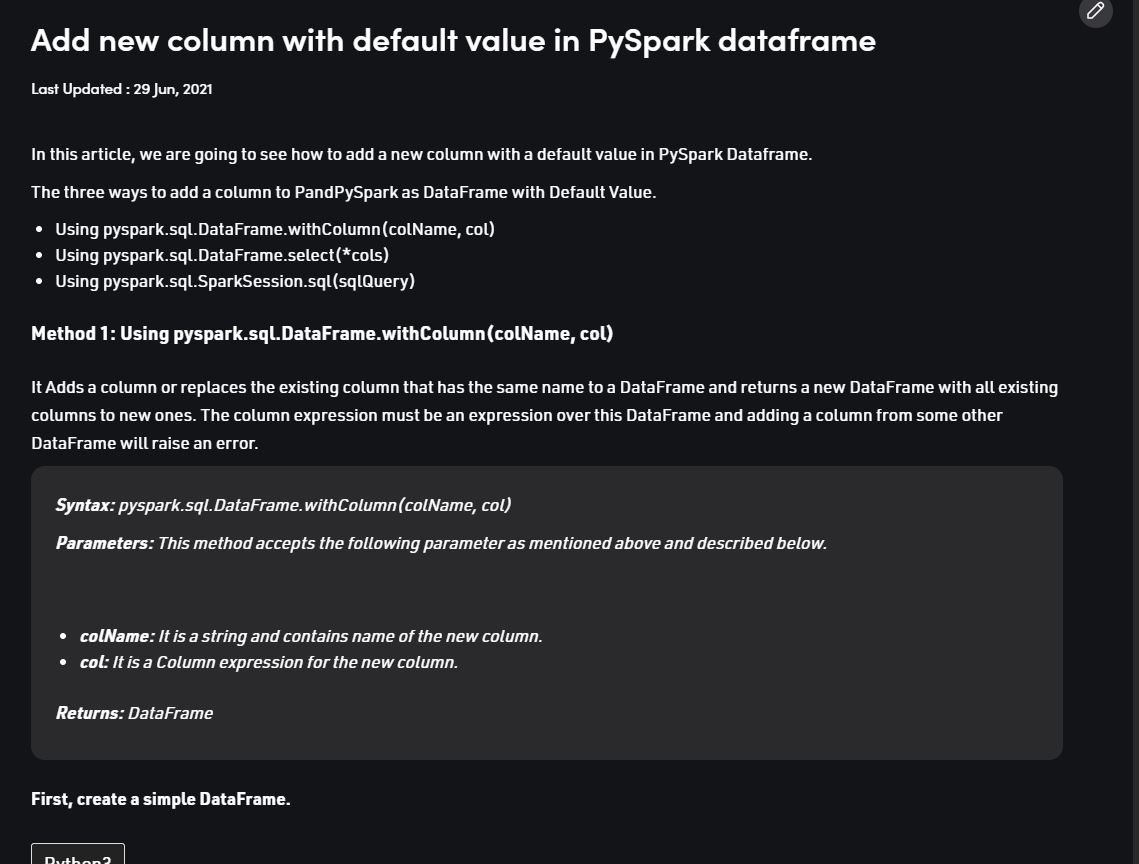 Add new column with default value in PySpark dataframe
Last Updated : 29 Jun, 2021
In this article, we are going to see how to add a new column with a default value in PySpark Dataframe.
The three ways to add a column to PandPySpark as DataFrame with Default Value.
• Using pyspark.sql.DataFrame.withColumn(colName, col)
• Using pyspark.sql.DataFrame.select(*cols)
• Using pyspark.sql.SparkSession.sql(sqlQuery)
Method 1: Using pyspark.sql.DataFrame.withColumn(colName, col)
It Adds a column or replaces the existing column that has the same name to a DataFrame and returns a new DataFrame with all existing
columns to new ones. The column expression must be an expression over this DataFrame and adding a column from some other
DataFrame will raise an error.
Syntax: pyspark.sql.DataFrame.withColumn(colName, col)
Parameters: This method accepts the following parameter as mentioned above and described below.
• colName: It is a string and contains name of the new column.
• col: It is a Column expression for the new column.
Returns: DataFrame
First, create a simple DataFrame.
Python3